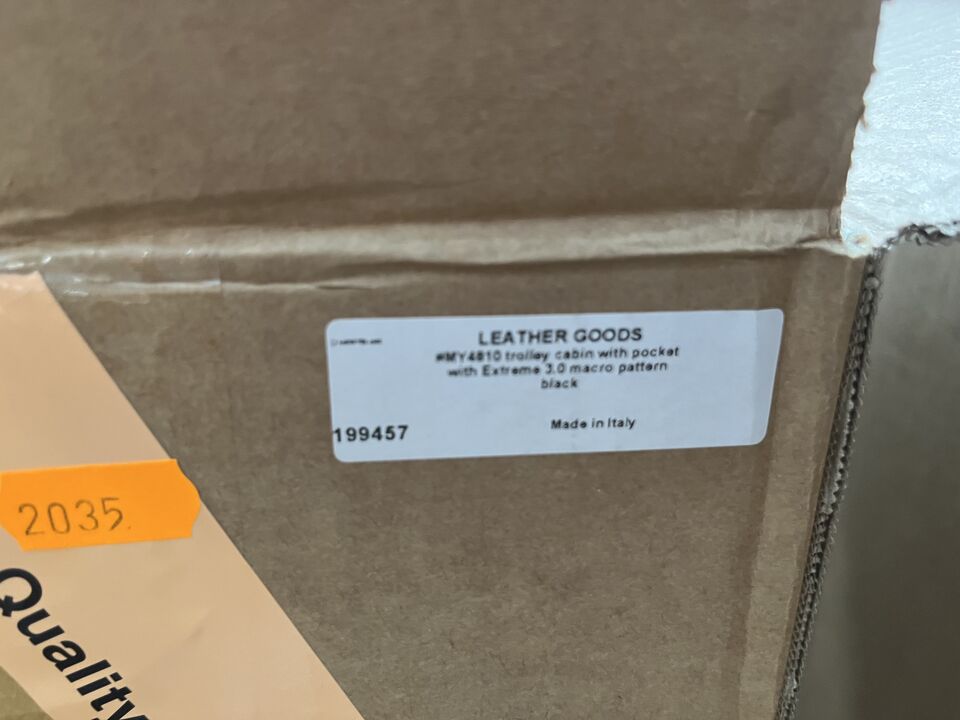 LEATHER GOODS
#MY4810 trolley cabin with pocket
with Extreme 3.0 macro pattern
black
199457
Made in Italy
2035.
Quality